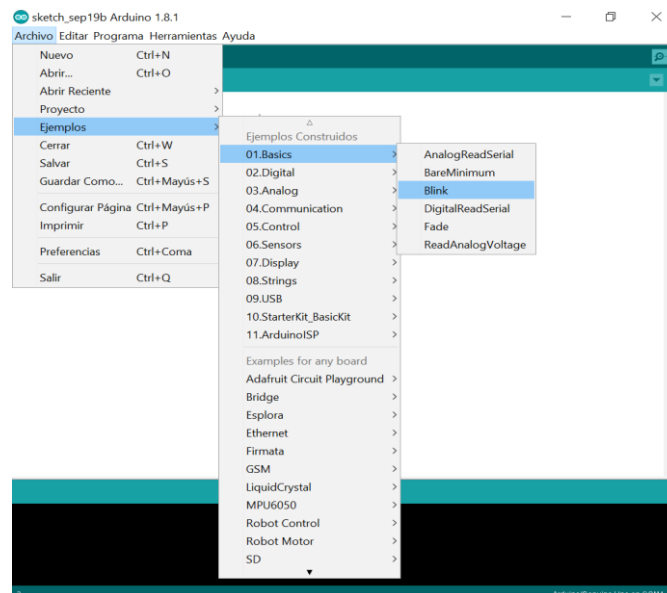 sketch_sep19b Arduino 1.8.1
Archivo Editar Programa Herramientas Ayuda
Nuevo Ctrl+N
Abrir... Ctrl+O
Abrir Reciente
Proyecto
Ejemplos
Cerrar Ctrl+W
Salvar Ctrl+S
Guardar Como... Ctrl+Mayús+S
Configurar Página Ctrl+Mayús+P
Imprimir Ctrl+P
Preferencias Ctrl+Coma
Salir Ctrl+Q
Ejemplos Construidos
01.Basics
02.Digital
03.Analog
04.Communication
05.Control
06.Sensors
07.Display
08.Strings
09.USB
10.StarterKit_BasicKit
11.ArduinoISP
Examples for any board
Adafruit Circuit Playground
Bridge
Esplora
Ethernet
Firmata
GSM
LiquidCrystal
MPU6050
Robot Control
Robot Motor
SD
AnalogReadSerial
BareMinimum
Blink
DigitalReadSerial
Fade
ReadAnalogVoltage